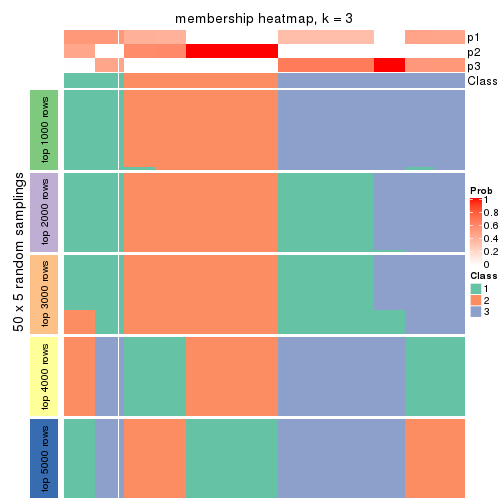 membership heatmap, k = 3
p1
p2
p3
Class
50 x 5 random samplings
top 1000 rows
top 2000 rows
top 3000 rows
top 4000 rows
top 5000 rows
Prob
1
0.8
0.6
0.4
0.2
0
Class
1
2
3